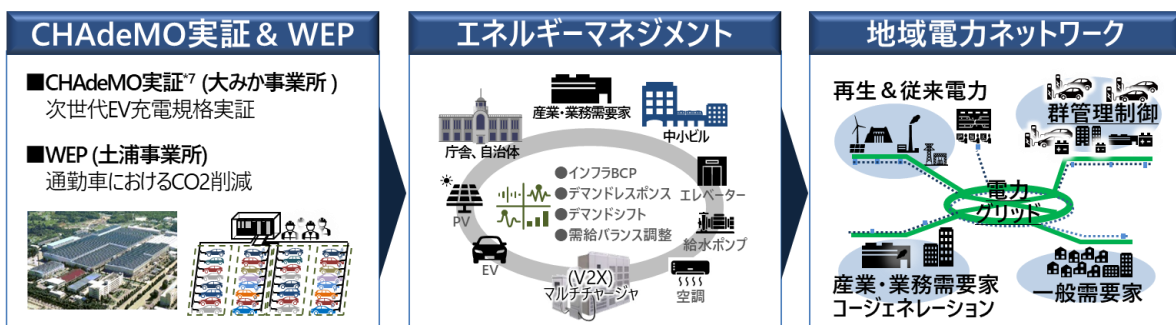 CHAdeMO実証 & WEP
■CHAdeMO実証*7 (大みか事業所)
次世代EV充電規格実証
■WEP (土浦事業所)
通勤車におけるCO2削減
エネルギーマネジメント
産業・業務需要家
中小ビル
庁舎、自治体
●インフラBCP
●デマンドレスポンス
●デマンドシフト
●需給バランス調整
エレベーター
PV
給水ポンプ
EV
(V2X)
マルチチャージャ
空調
地域電力ネットワーク
再生&従来電力
群管理制御
電力
グリッド
産業・業務需要家
コージェネレーション
一般需要家